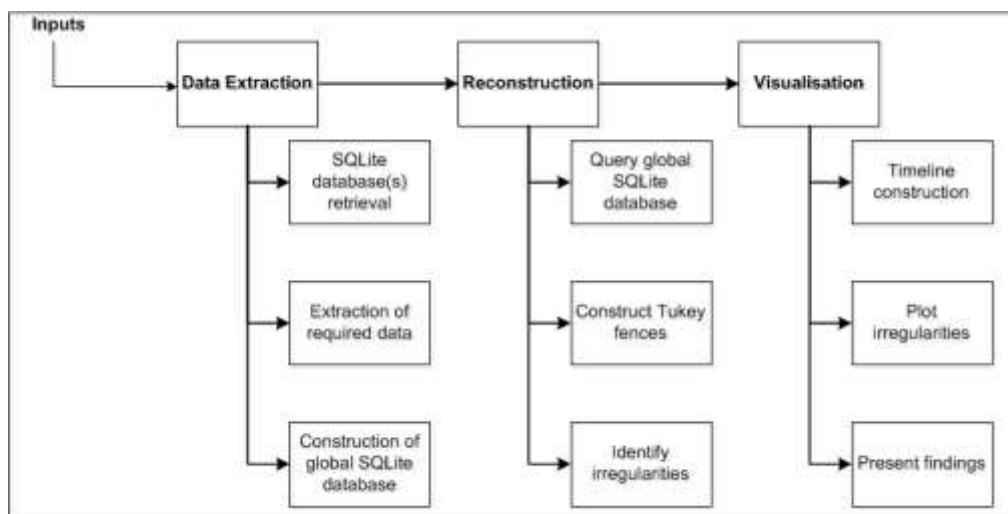 Inputs
Data Extraction
Reconstruction
Visualisation
SQLite
database(s)
retrieval
Query global
SQLite
database
Timeline
construction
Extraction of
required data
Construct Tukey
fences
Plot
irregularities
Construction of
global SQLite
database
Identify
irregularities
Present findings